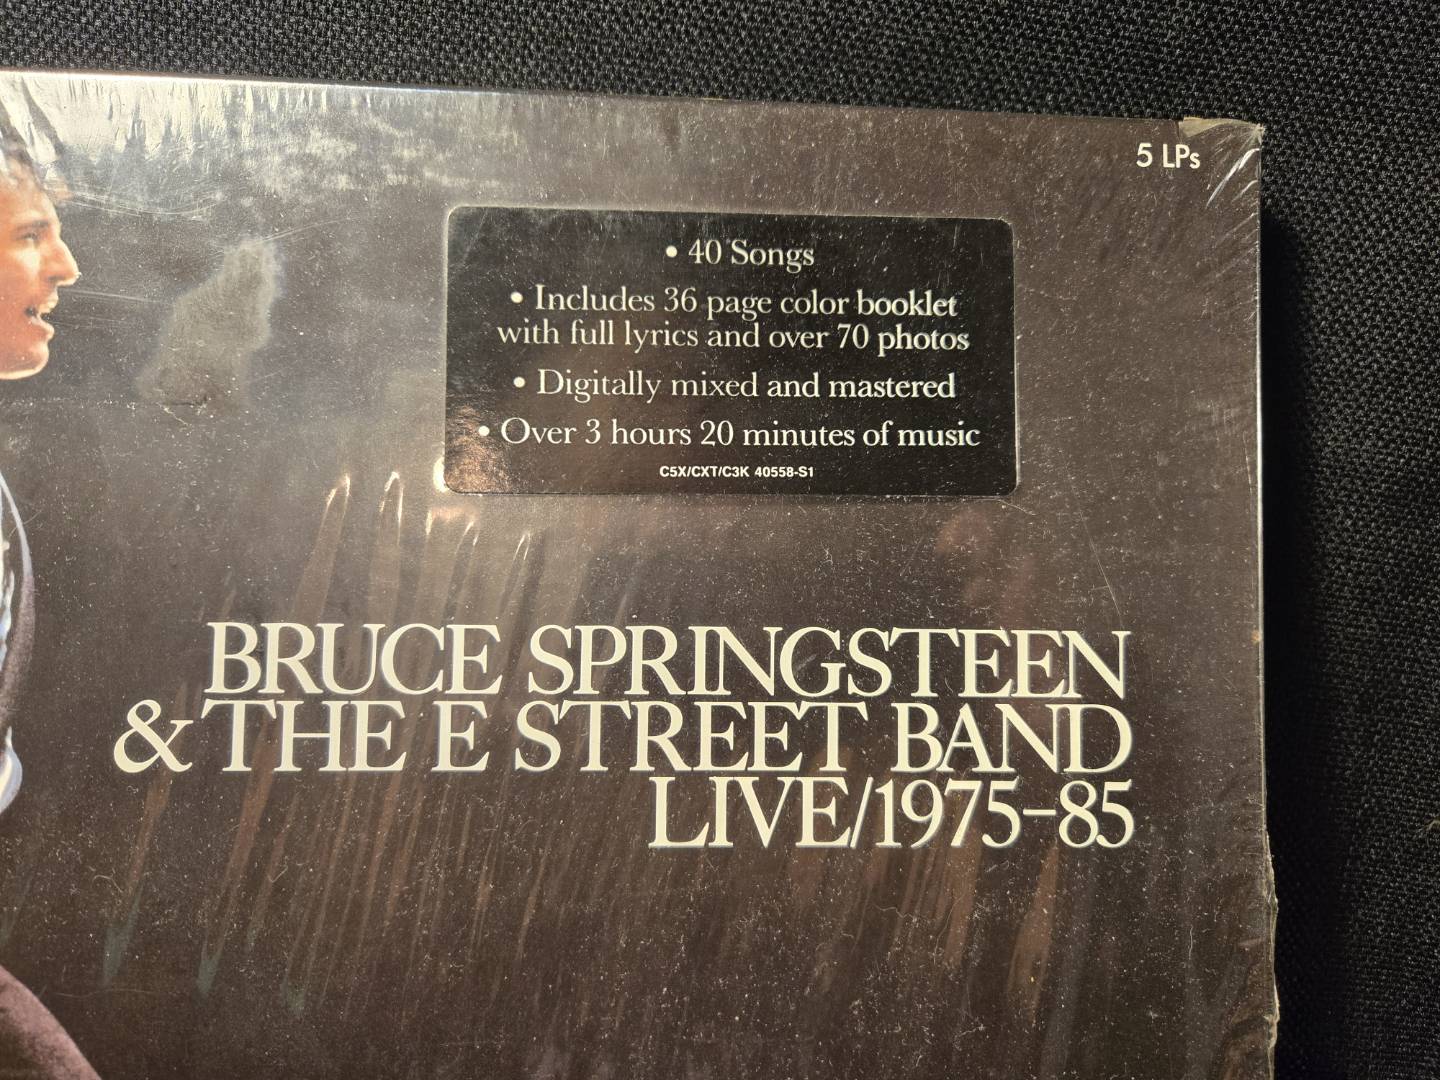 5 LPs
• 40 Songs
• Includes 36 page color booklet
with full lyrics and over 70 photos
• Digitally mixed and mastered
• Over 3 hours 20 minutes of music
C5X/CXT/C3K 40558-S1
BRUCE SPRINGSTEEN
& THE E STREET BAND
LIVE/1975-85